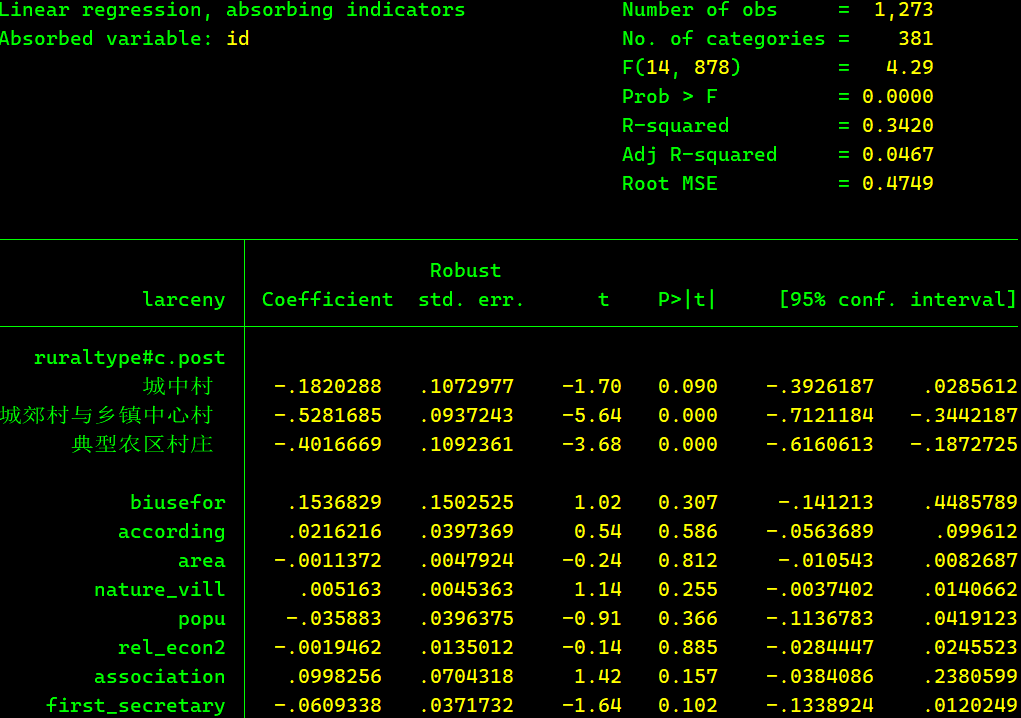 Linear regression, absorbing indicators Number of obs = 1,273
Absorbed variable: id No. of categories = 381
F(14, 878) = 4.29
Prob > F = 0.0000
R-squared = 0.3420
Adj R-squared = 0.0467
Root MSE = 0.4749
Robust
larceny Coefficient std. err. t P>|t| [95% conf. interval]
ruraltype#c.post
城中村 -.1820288 .1072977 -1.70 0.090 -.3926187 .0285612
城郊村与乡镇中心村 -.5281685 .0937243 -5.64 0.000 -.7121184 -.3442187
典型农区村庄 -.4016669 .1092361 -3.68 0.000 -.6160613 -.1872725
biusefor .1536829 .1502525 1.02 0.307 -.141213 .4485789
according .0216216 .0397369 0.54 0.586 -.0563689 .099612
area -.0011372 .0047924 -0.24 0.812 -.010543 .0082687
nature_vill .005163 .0045363 1.14 0.255 -.0037402 .0140662
popu -.035883 .0396375 -0.91 0.366 -.1136783 .0419123
rel_econ2 -.0019462 .0135012 -0.14 0.885 -.0284447 .0245523
association .0998256 .0704318 1.42 0.157 -.0384086 .2380599
first_secretary -.0609338 .0371732 -1.64 0.102 -.1338924 .0120249